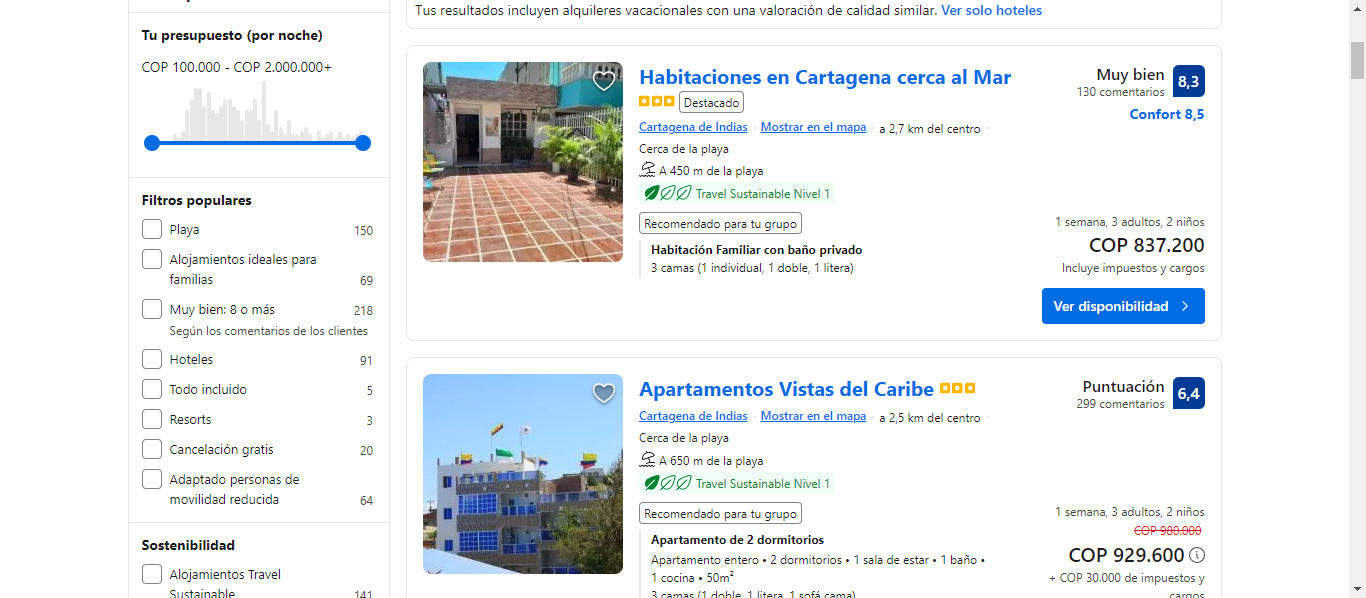 Tus resultados incluyen alquileres vacacionales con una valoración de calidad similar. Ver solo hoteles
Tu presupuesto (por noche)
COP 100.000 - COP 2.000.000+
Filtros populares
Playa 150
Alojamientos ideales para
familias 69
Muy bien: 8 o más 218
Según los comentarios de los clientes
Hoteles 91
Todo incluido 5
Resorts 3
Cancelación gratis 20
Adaptado personas de
movilidad reducida 64
Sostenibilidad
Alojamientos Travel
Sustainable 141
Habitaciones en Cartagena cerca al Mar
Destacado
Cartagena de Indias · Mostrar en el mapa · a 2,7 km del centro ·
Cerca de la playa
A 450 m de la playa
Travel Sustainable Nivel 1
Recomendado para tu grupo
Habitación Familiar con baño privado
3 camas (1 individual, 1 doble, 1 litera)
Muy bien 8,3
130 comentarios
Confort 8,5
1 semana, 3 adultos, 2 niños
COP 837.200
Incluye impuestos y cargos
Ver disponibilidad
Apartamentos Vistas del Caribe
Cartagena de Indias · Mostrar en el mapa · a 2,5 km del centro ·
Cerca de la playa
A 650 m de la playa
Travel Sustainable Nivel 1
Recomendado para tu grupo
Apartamento de 2 dormitorios
Apartamento entero • 2 dormitorios • 1 sala de estar • 1 baño •
1 cocina • 50m²
3 camas (1 doble, 1 litera, 1 sofá cama)
Puntuación 6,4
299 comentarios
1 semana, 3 adultos, 2 niños
COP 980.000
COP 929.600
+ COP 30.000 de impuestos y
cargos